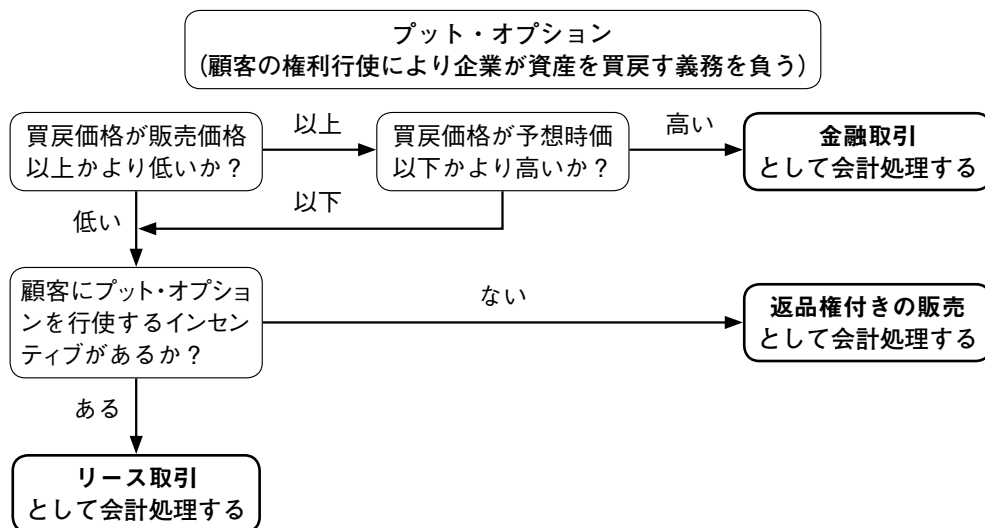 プット・オプション
(顧客の権利行使により企業が資産を買戻す義務を負う)
買戻価格が販売価格
以上かより低いか？
以上
買戻価格が予想時価
以下かより高いか？
高い
金融取引
として会計処理する
低い
以下
顧客にプット・オプショ
ンを行使するインセン
ティブがあるか？
ない
返品権付きの販売
として会計処理する
ある
リース取引
として会計処理する